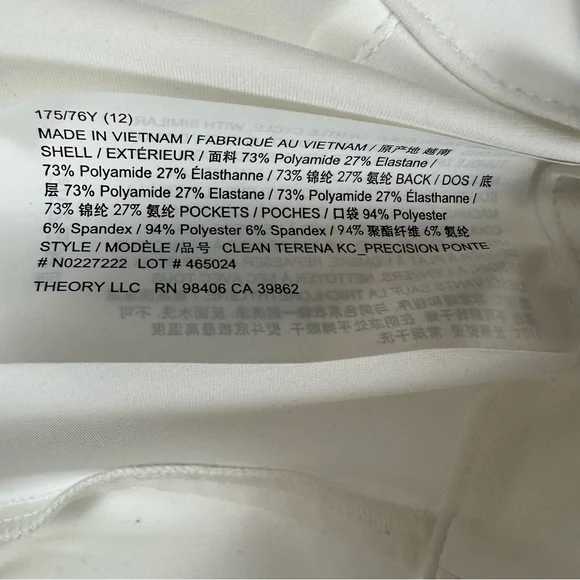 175/76Y (12)
MADE IN VIETNAM / FABRIQUÉ AU VIETNAM / 原产地 越南
SHELL / EXTÉRIEUR / 面料 73% Polyamide 27% Elastane /
73% Polyamide 27% Élasthanne / 73% 锦纶 27% 氨纶 BACK / DOS / 底
层 73% Polyamide 27% Elastane / 73% Polyamide 27% Élasthanne /
73% 锦纶 27% 氨纶 POCKETS / POCHES / 口袋 94% Polyester
6% Spandex / 94% Polyester 6% Spandex / 94% 聚酯纤维 6% 氨纶
STYLE / MODÈLE /品号 CLEAN TERENA KC_PRECISION PONTE
# N0227222 LOT # 465024
THEORY LLC RN 98406 CA 39862